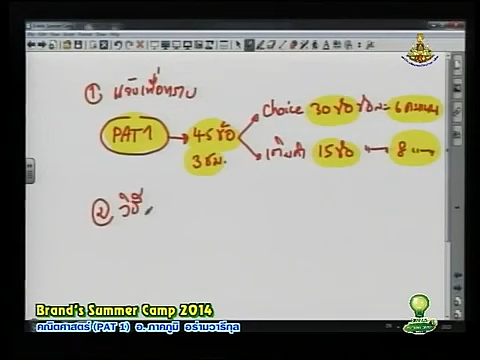 ① แจ้งเพื่อทราบ
PAT1 → 45 ข้อ
3 ชม.
Choice 30 ข้อ ข้อละ 6 คะแนน
เติมคำ 15 ข้อ " 8 "
② วิธี
Brand's Summer Camp 2014
คณิตศาสตร์ (PAT 1) อ.ภาคภูมิ อร่ามวารีกุล